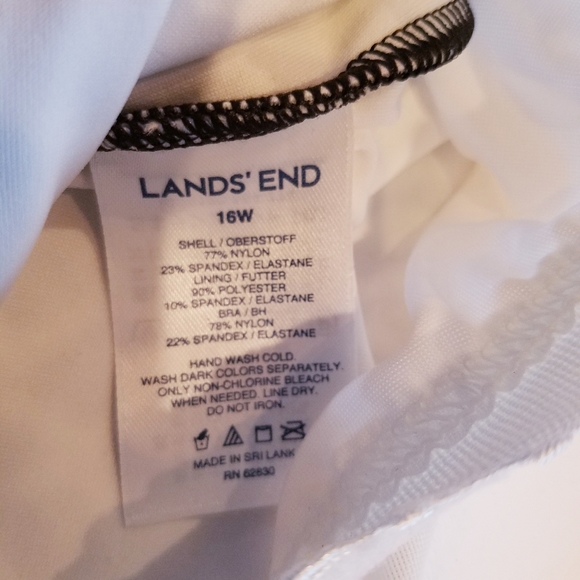 LANDS' END
16W
SHELL / OBERSTOFF
77% NYLON
23% SPANDEX / ELASTANE
LINING / FUTTER
90% POLYESTER
10% SPANDEX / ELASTANE
BRA / BH
78% NYLON
22% SPANDEX / ELASTANE
HAND WASH COLD.
WASH DARK COLORS SEPARATELY.
ONLY NON-CHLORINE BLEACH
WHEN NEEDED. LINE DRY.
DO NOT IRON.
MADE IN SRI LANK
RN 62830